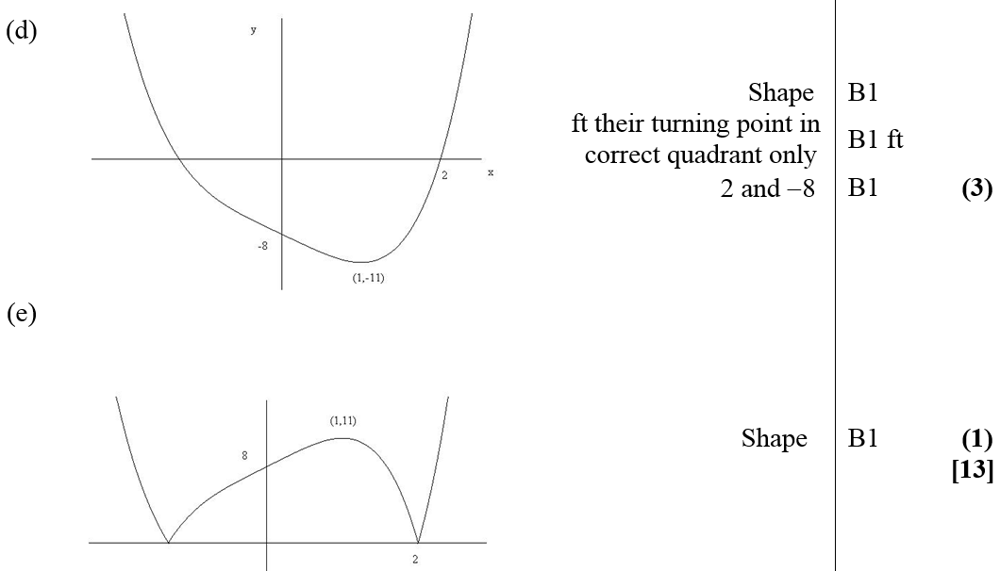 (d)
y
x
2
-8
(1,-11)
Shape B1
ft their turning point in
correct quadrant only B1 ft
2 and −8 B1 (3)
(e)
(1,11)
8
2
Shape B1 (1)
[13]